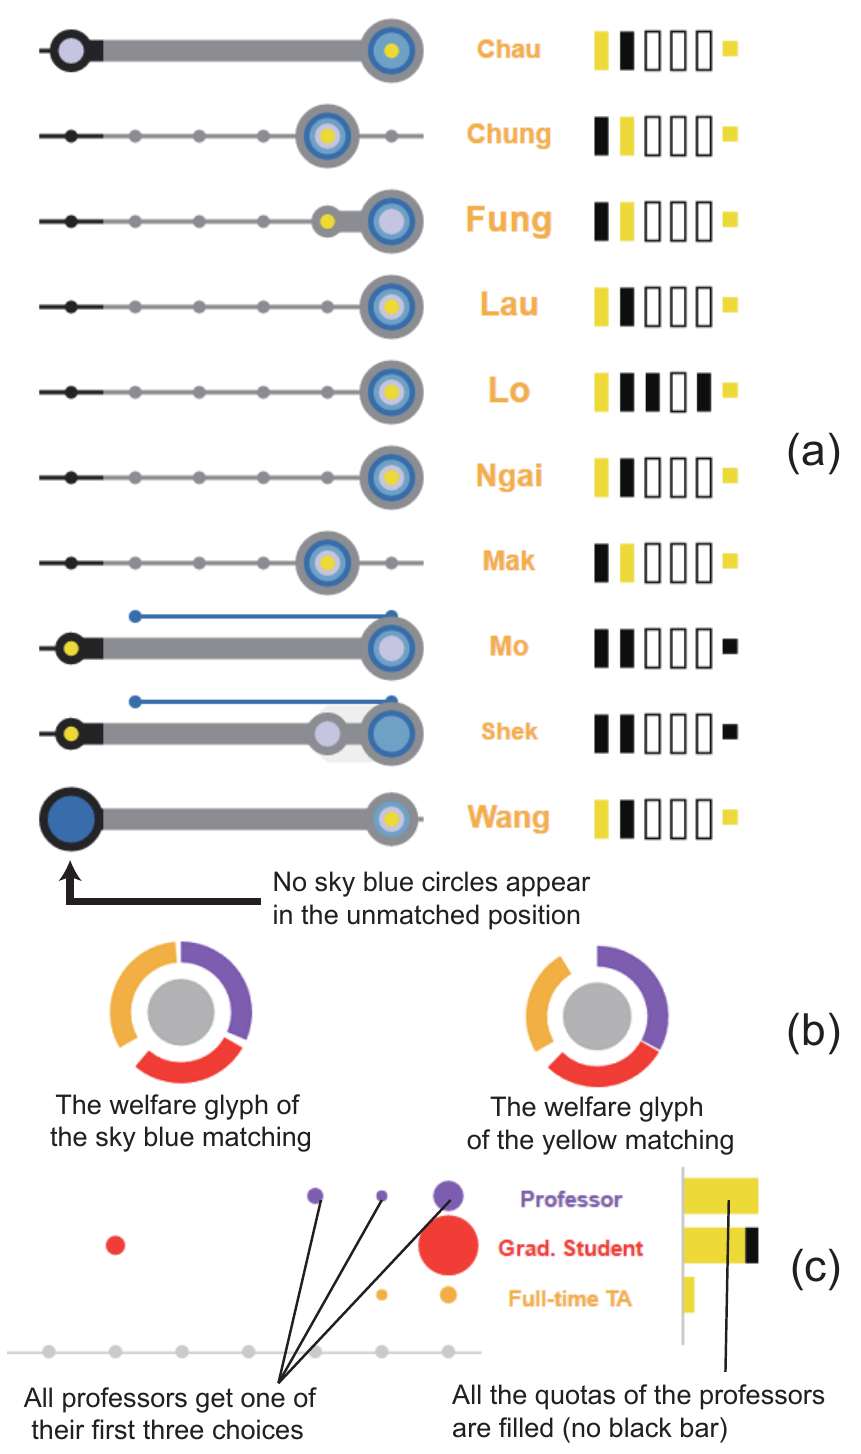 Chau
Chung
Fung
Lau
Lo
(a)
Ngai
Mak
Mo
Shek
Wang
No sky blue circles appear
in the unmatched position
(b)
The welfare glyph of
the sky blue matching
The welfare glyph
of the yellow matching
Professor
Grad. Student
(c)
Full-time TA
All professors get one of
their first three choices
All the quotas of the professors
are filled (no black bar)